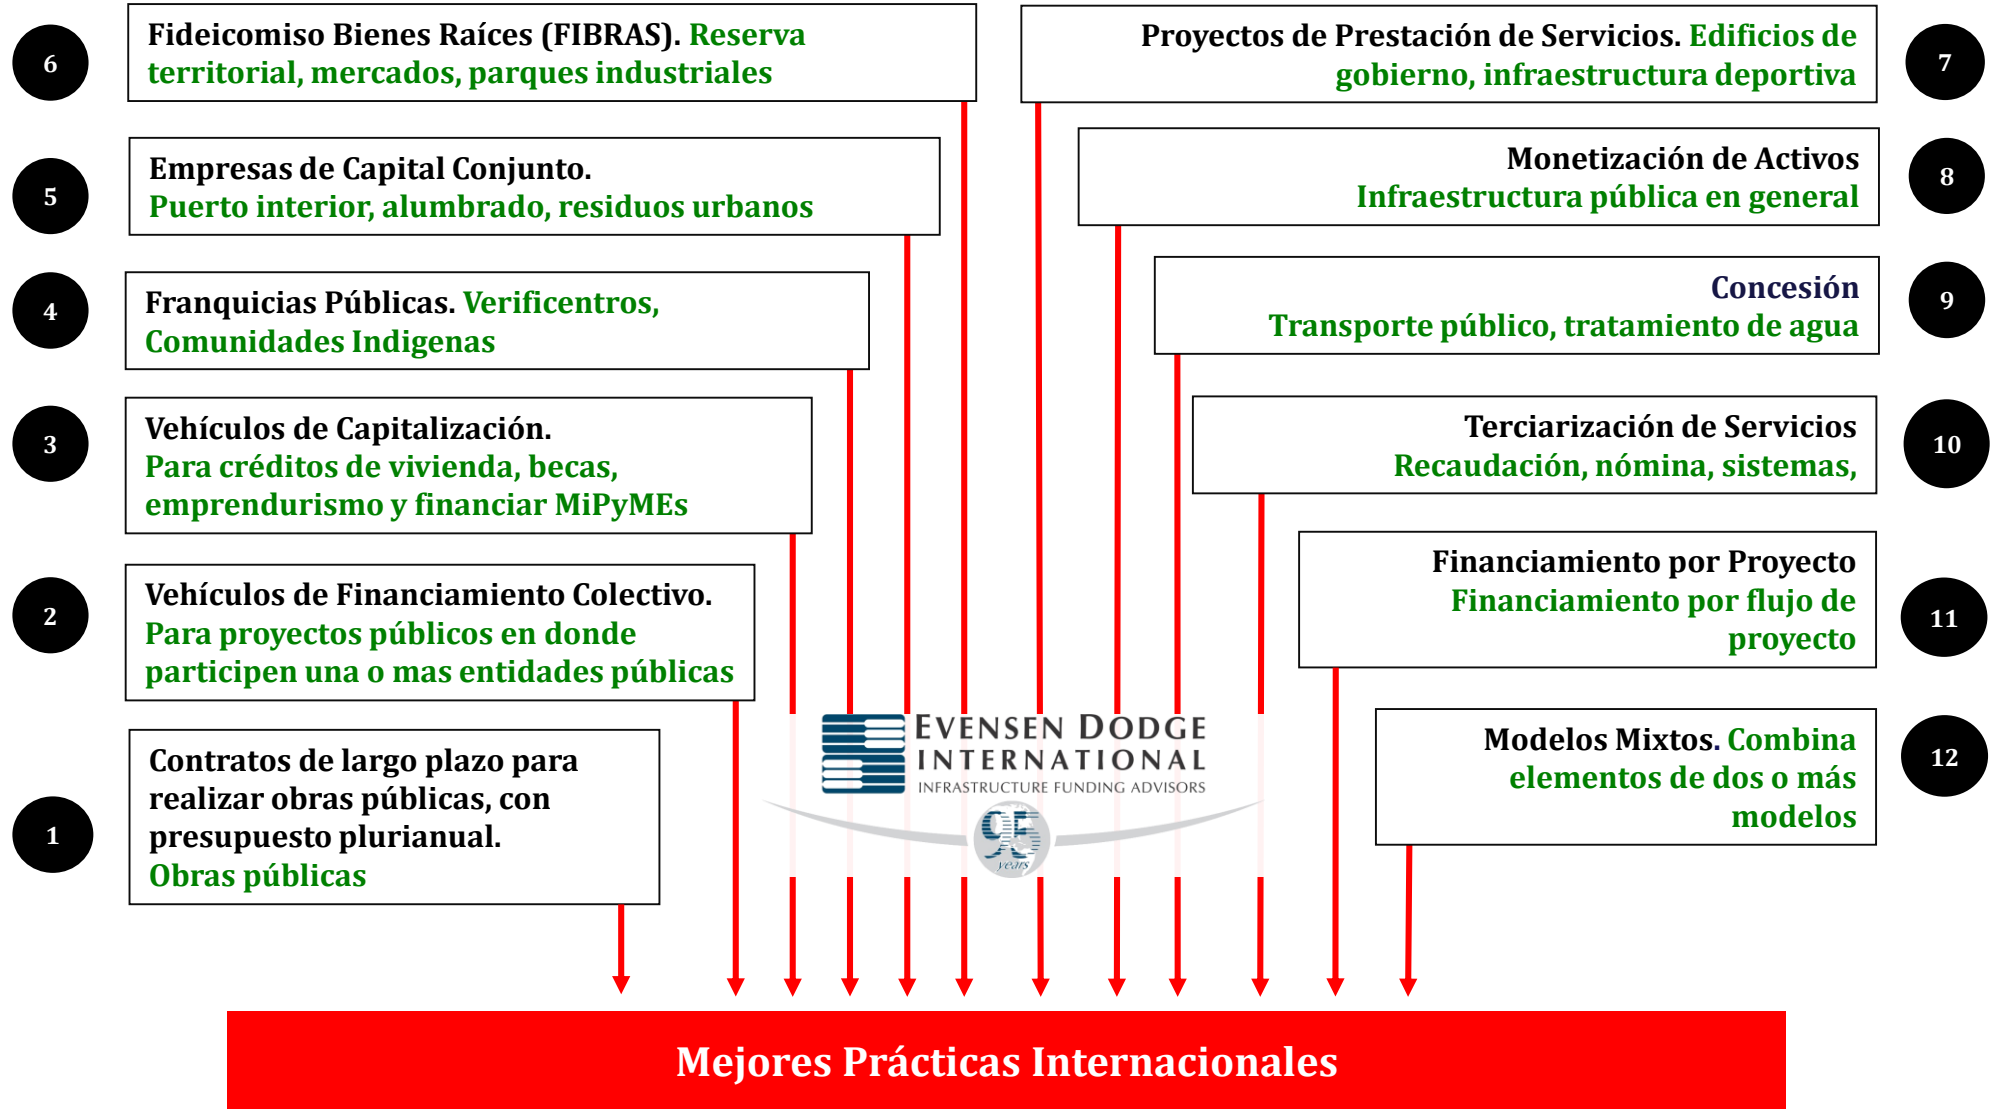 6
Fideicomiso Bienes Raíces (FIBRAS). Reserva
territorial, mercados, parques industriales
5
Empresas de Capital Conjunto.
Puerto interior, alumbrado, residuos urbanos
4
Franquicias Públicas. Verificentros,
Comunidades Indigenas
3
Vehículos de Capitalización.
Para créditos de vivienda, becas,
emprendurismo y financiar MiPyMEs
2
Vehículos de Financiamiento Colectivo.
Para proyectos públicos en donde
participen una o mas entidades públicas
1
Contratos de largo plazo para
realizar obras públicas, con
presupuesto plurianual.
Obras públicas
Proyectos de Prestación de Servicios. Edificios de
gobierno, infraestructura deportiva
7
Monetización de Activos
Infraestructura pública en general
8
Concesión
Transporte público, tratamiento de agua
9
Terciarización de Servicios
Recaudación, nómina, sistemas,
10
Financiamiento por Proyecto
Financiamiento por flujo de
proyecto
11
Modelos Mixtos. Combina
elementos de dos o más
modelos
12
EVENSEN DODGE
INTERNATIONAL
INFRASTRUCTURE FUNDING ADVISORS
95
years
Mejores Prácticas Internacionales